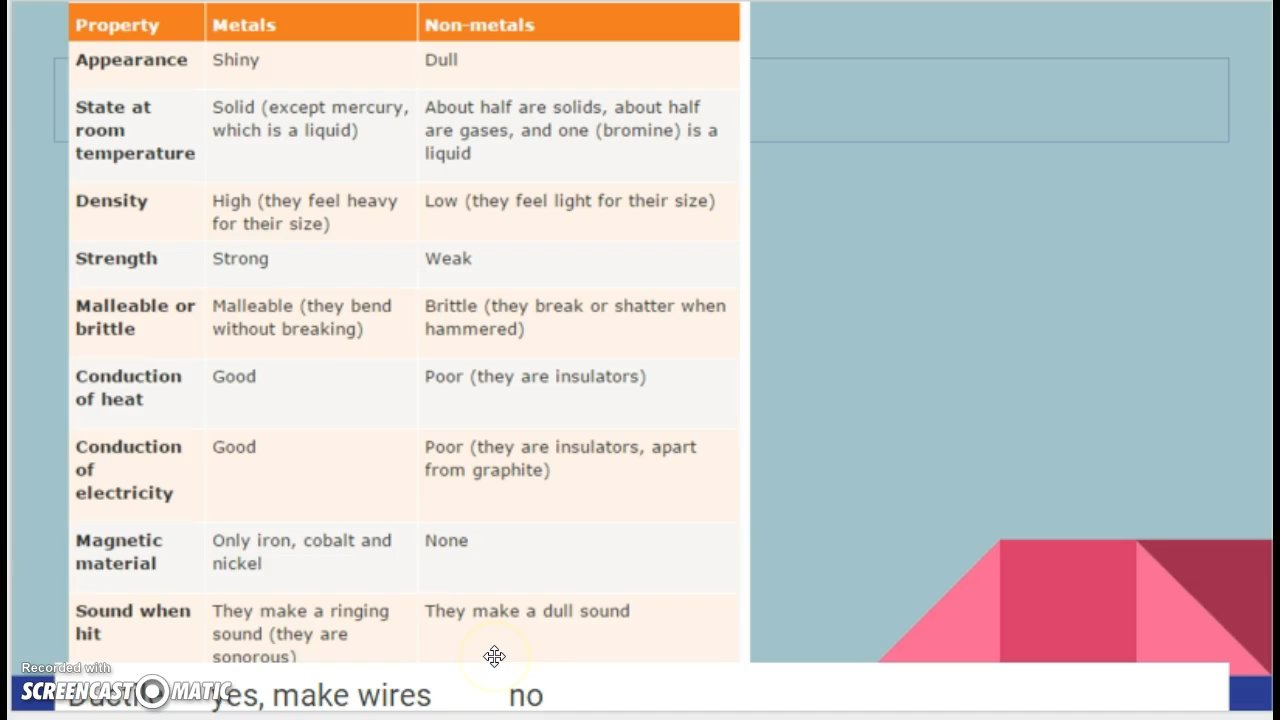 Property Metals Non-metals
Appearance Shiny Dull
State at Solid (except mercury, About half are solids, about half
room which is a liquid) are gases, and one (bromine) is a
temperature liquid
Density High (they feel heavy Low (they feel light for their size)
for their size)
Strength Strong Weak
Malleable or Malleable (they bend Brittle (they break or shatter when
brittle without breaking) hammered)
Conduction Good Poor (they are insulators)
of heat
Conduction Good Poor (they are insulators, apart
of from graphite)
electricity
Magnetic Only iron, cobalt and None
material nickel
Sound when They make a ringing They make a dull sound
hit sound (they are
sonorous)
Recorded with
SCREENCAST MATIC
yes, make wires no